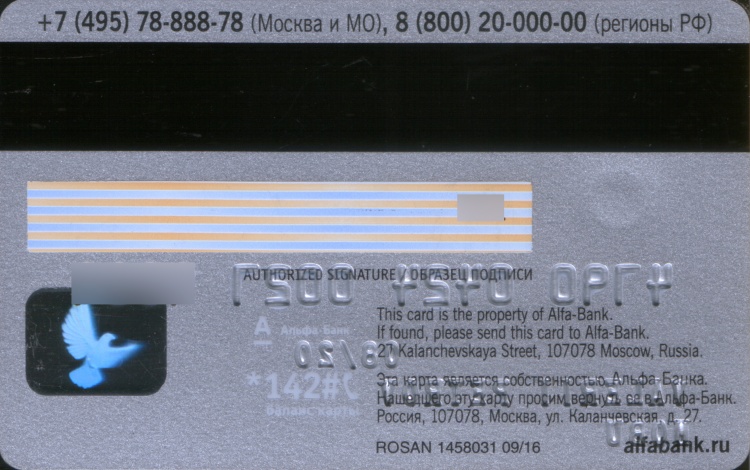 +7 (495) 78-888-78 (Москва и МО), 8 (800) 20-000-00 (регионы РФ)
AUTHORIZED SIGNATURE / ОБРАЗЕЦ ПОДПИСИ
This card is the property of Alfa-Bank.
If found, please send this card to Alfa-Bank.
27 Kalanchevskaya Street, 107078 Moscow, Russia.
А Альфа-Банк
*142#
Баланс карты
Эта карта является собственностью Альфа-Банка.
Нашедшего эту карту просим вернуть ее в Альфа-Банк.
Россия, 107078, Москва, ул. Каланчевская, д. 27.
ROSAN 1458031 09/16
alfabank.ru